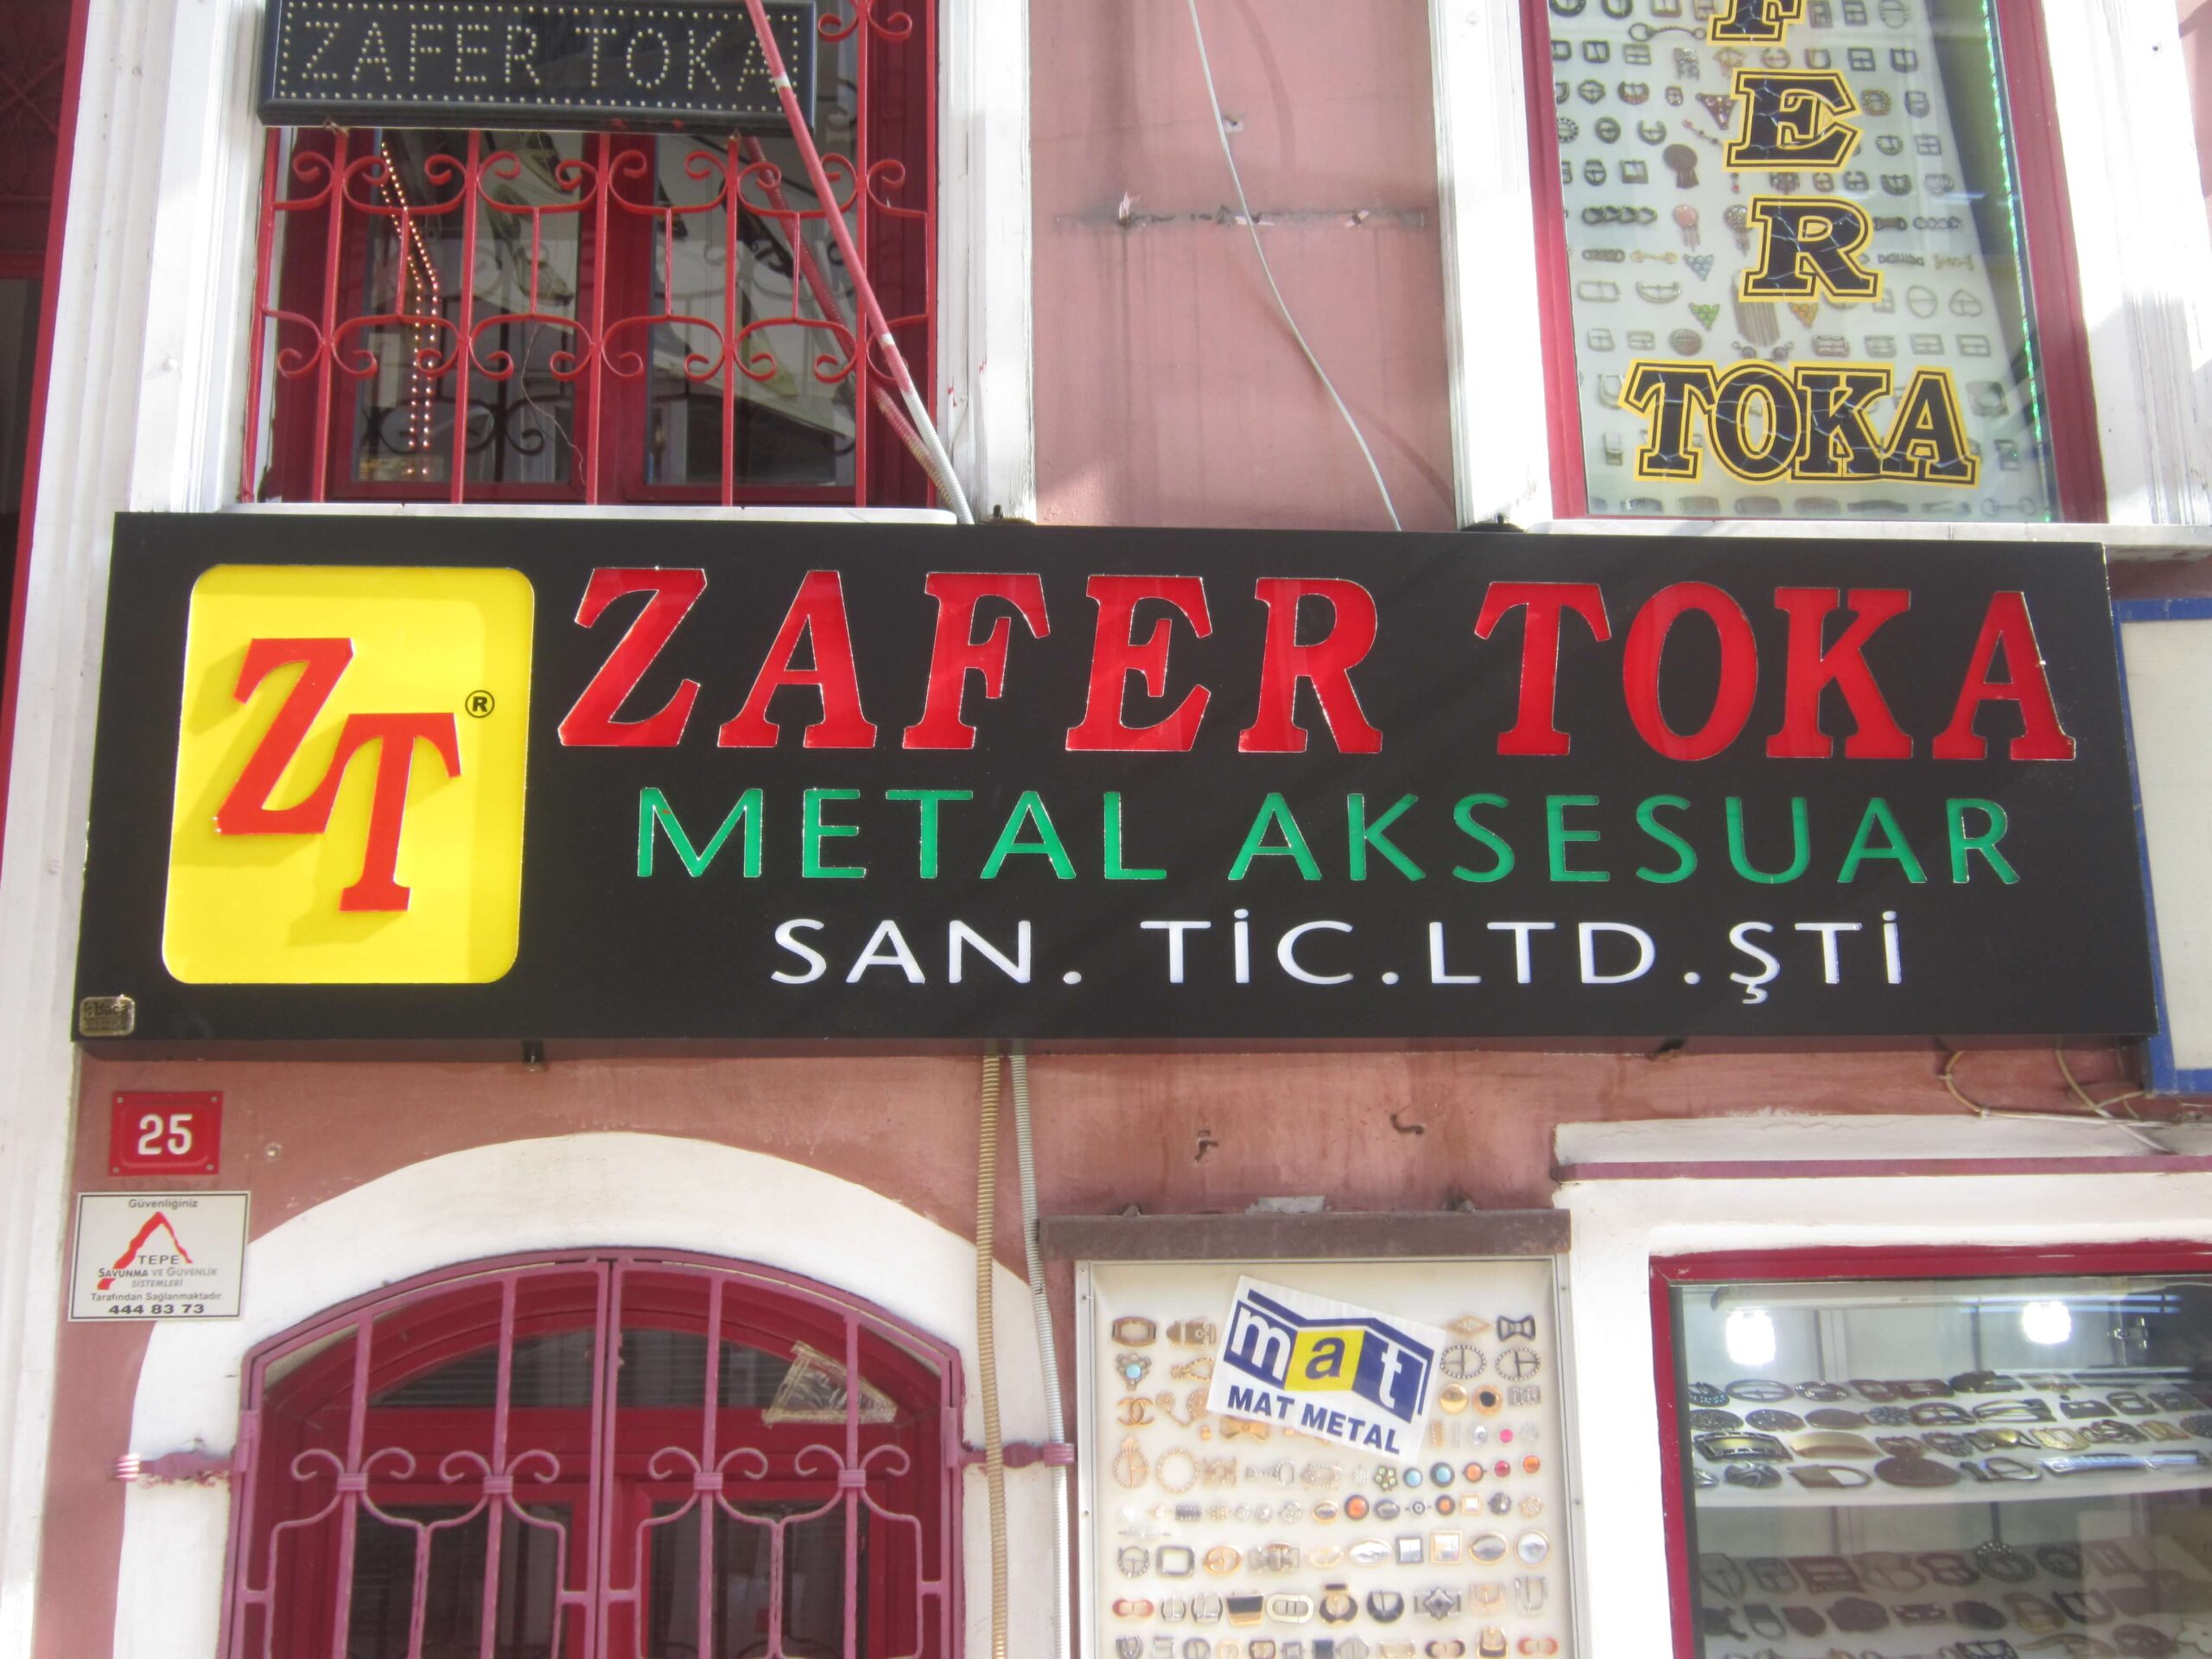 ZAFER TOKA
F
E
R
TOKA
ZT®
ZAFER TOKA
METAL AKSESUAR
SAN. TİC.LTD.ŞTİ
25
Güvenliğiniz
TEPE
SAVUNMA VE GÜVENLİK
SİSTEMLERİ
Tarafından Sağlanmaktadır.
444 83 73
mat
MAT METAL